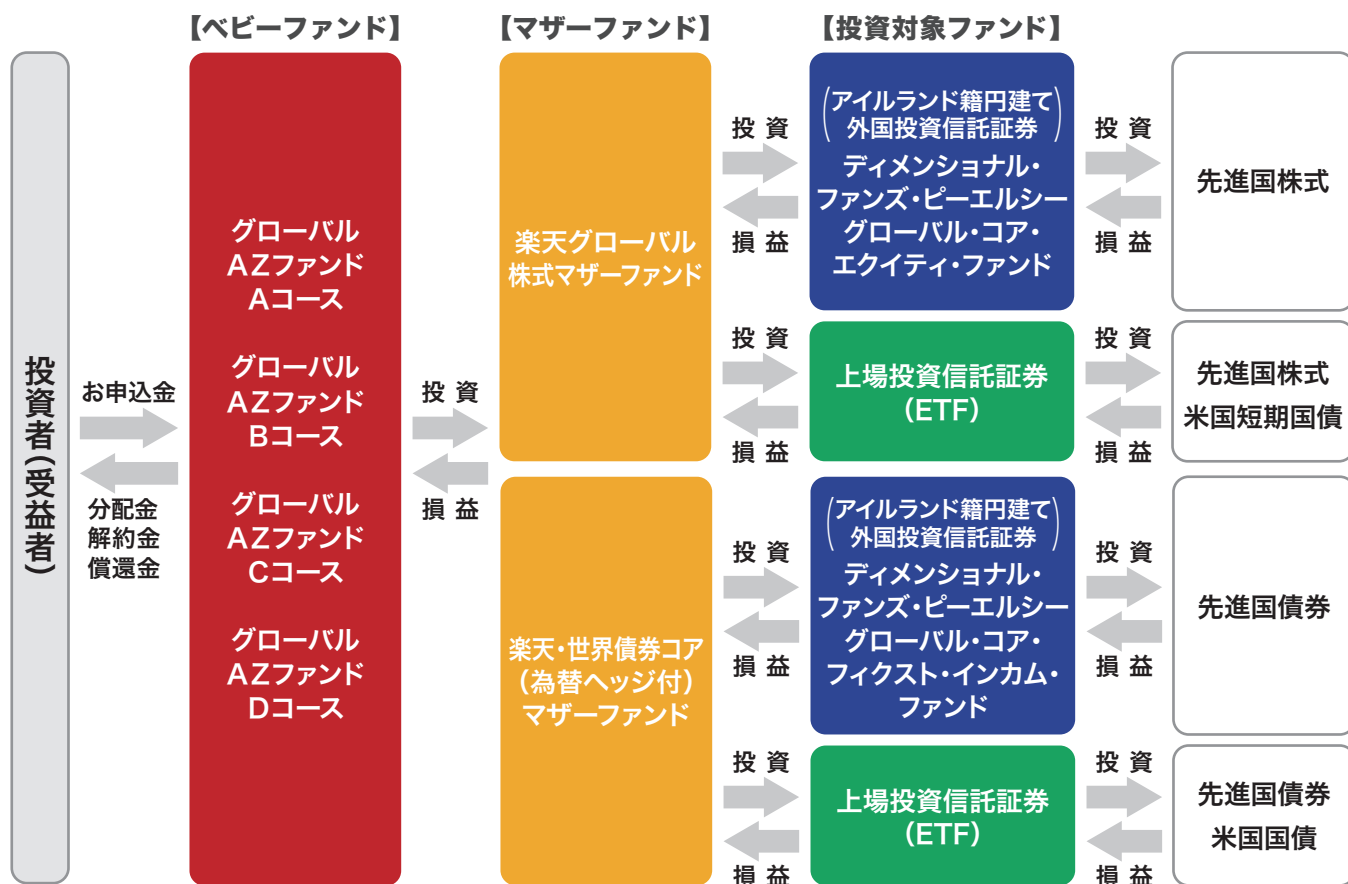 【ベビーファンド】
【マザーファンド】
【投資対象ファンド】
投資者(受益者)
お申込金
分配金
解約金
償還金
グローバル
AZファンド
Aコース
グローバル
AZファンド
Bコース
グローバル
AZファンド
Cコース
グローバル
AZファンド
Dコース
投資
損益
楽天グローバル
株式マザーファンド
投資
損益
(アイルランド籍円建て
外国投資信託証券)
ディメンショナル・
ファンズ・ピーエルシー
グローバル・コア・
エクイティ・ファンド
投資
損益
先進国株式
投資
損益
上場投資信託証券
(ETF)
投資
損益
先進国株式
米国短期国債
楽天・世界債券コア
(為替ヘッジ付)
マザーファンド
投資
損益
(アイルランド籍円建て
外国投資信託証券)
ディメンショナル・
ファンズ・ピーエルシー
グローバル・コア・
フィクスト・インカム・
ファンド
投資
損益
先進国債券
投資
損益
上場投資信託証券
(ETF)
投資
損益
先進国債券
米国国債